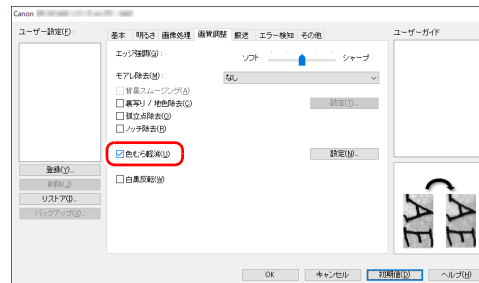 Canon
ユーザー設定(F):
基本 明るさ 画像処理 画質調整 搬送 エラー検知 その他
ユーザーガイド
エッジ強調(G):
ソフト
シャープ
モアレ除去(M):
なし
背景スムージング(A)
裏写り / 地色除去(C)
設定(T)...
孤立点除去(O)
ノッチ除去(R)
色むら軽減(U)
設定(N)...
白黒反転(W)
登録(Y)...
削除(J)
リストア(I)...
バックアップ(X)...
AE
AE
OK
キャンセル
初期値(D)
ヘルプ(H)